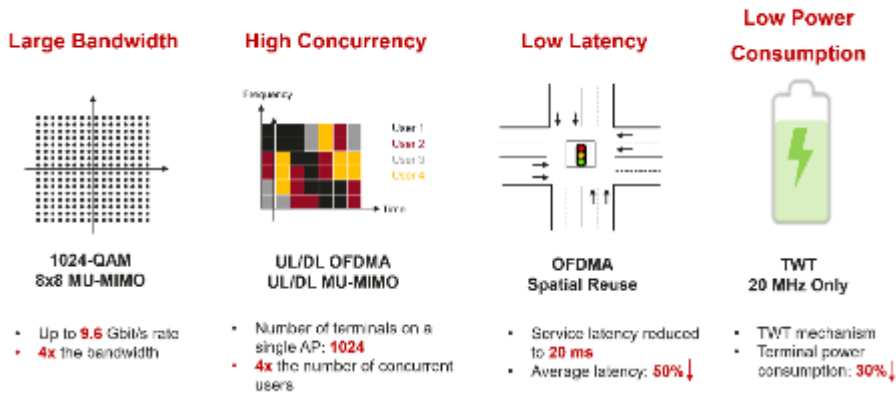 Large Bandwidth
1024-QAM
8x8 MU-MIMO
• Up to 9.6 Gbit/s rate
• 4x the bandwidth
High Concurrency
Frequency
User 1
User 2
User 3
User 4
Time
UL/DL OFDMA
UL/DL MU-MIMO
• Number of terminals on a
single AP: 1024
• 4x the number of concurrent
users
Low Latency
OFDMA
Spatial Reuse
• Service latency reduced
to 20 ms
• Average latency: 50%↓
Low Power
Consumption
TWT
20 MHz Only
• TWT mechanism
• Terminal power
consumption: 30%↓